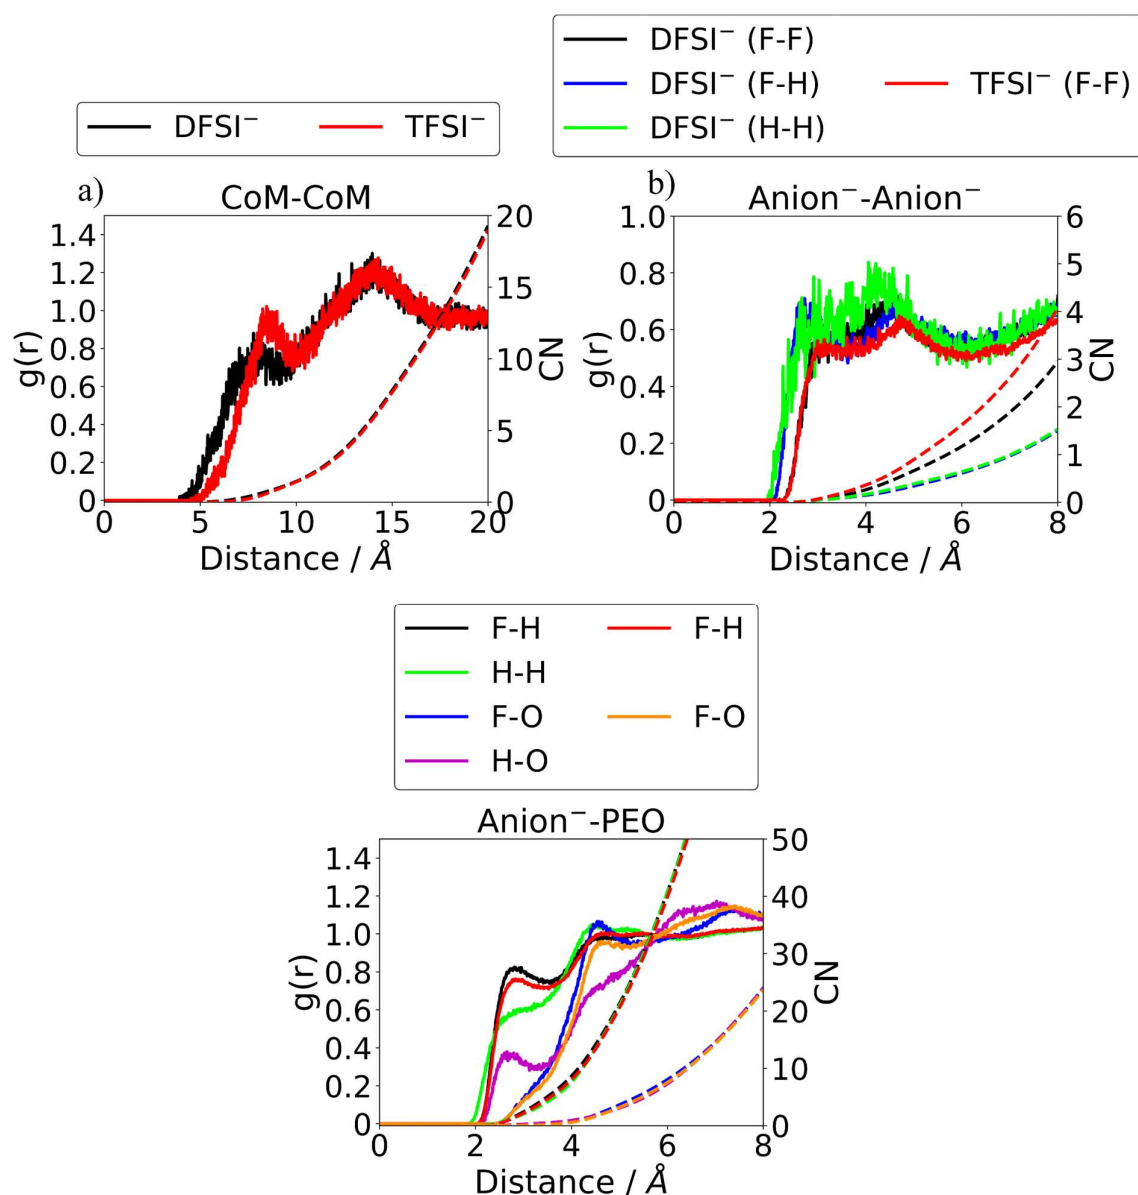 DFSI⁻ TFSI⁻
DFSI⁻ (F-F)
DFSI⁻ (F-H) TFSI⁻ (F-F)
DFSI⁻ (H-H)
a) CoM-CoM
1.4
1.2
1.0
0.8
0.6
0.4
0.2
0
g(r)
20
15
10
5
0
CN
0 5 10 15 20
Distance / Å
b) Anion⁻-Anion⁻
1.0
0.8
0.6
0.4
0.2
0
g(r)
6
5
4
3
2
1
0
CN
0 2 4 6 8
Distance / Å
F-H F-H
H-H
F-O F-O
H-O
Anion⁻-PEO
1.4
1.2
1.0
0.8
0.6
0.4
0.2
0
g(r)
50
40
30
20
10
0
CN
0 2 4 6 8
Distance / Å